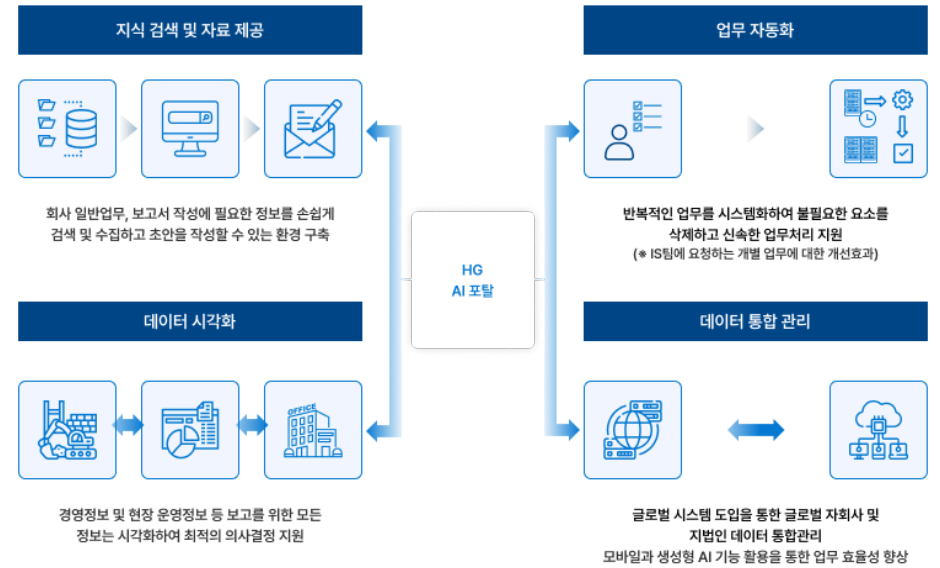 지식 검색 및 자료 제공
회사 일반업무, 보고서 작성에 필요한 정보를 손쉽게
검색 및 수집하고 초안을 작성할 수 있는 환경 구축
업무 자동화
반복적인 업무를 시스템화하여 불필요한 요소를
삭제하고 신속한 업무처리 지원
(※ IS팀에 요청하는 개별 업무에 대한 개선효과)
HG
AI 포탈
데이터 시각화
OFFICE
경영정보 및 현장 운영정보 등 보고를 위한 모든
정보는 시각화하여 최적의 의사결정 지원
데이터 통합 관리
글로벌 시스템 도입을 통한 글로벌 자회사 및
지법인 데이터 통합관리
모바일과 생성형 AI 기능 활용을 통한 업무 효율성 향상